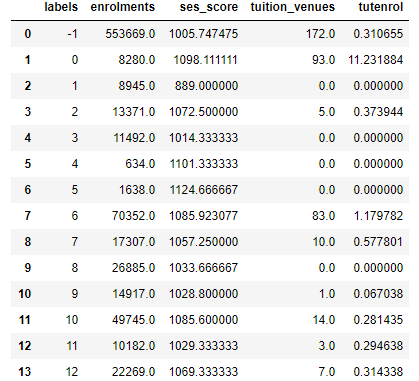 labels enrolments ses_score tuition_venues tutenrol
0 -1 553669.0 1005.747475 172.0 0.310655
1 0 8280.0 1098.111111 93.0 11.231884
2 1 8945.0 889.000000 0.0 0.000000
3 2 13371.0 1072.500000 5.0 0.373944
4 3 11492.0 1014.333333 0.0 0.000000
5 4 634.0 1101.333333 0.0 0.000000
6 5 1638.0 1124.666667 0.0 0.000000
7 6 70352.0 1085.923077 83.0 1.179782
8 7 17307.0 1057.250000 10.0 0.577801
9 8 26885.0 1033.666667 0.0 0.000000
10 9 14917.0 1028.800000 1.0 0.067038
11 10 49745.0 1085.600000 14.0 0.281435
12 11 10182.0 1029.333333 3.0 0.294638
13 12 22269.0 1069.333333 7.0 0.314338